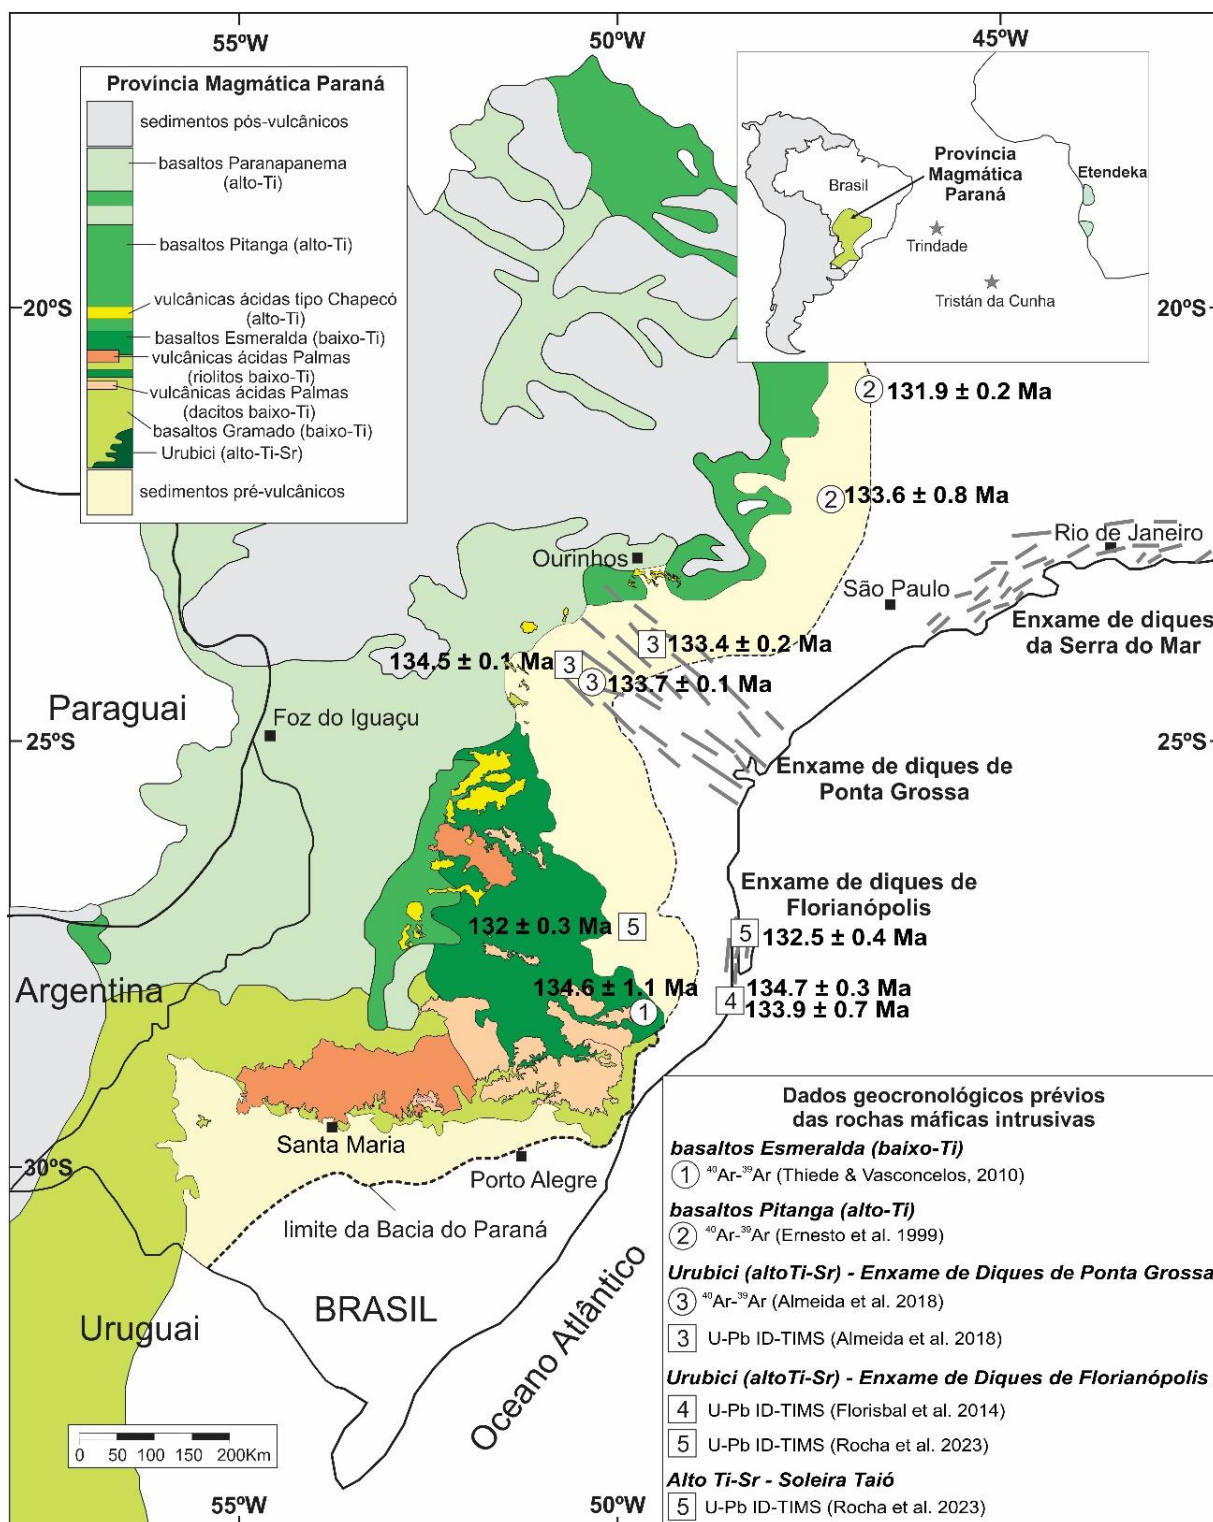 55ºW
50ºW
45ºW
Província Magmática Paraná
sedimentos pós-vulcânicos
basaltos Paranapanema
(alto-Ti)
basaltos Pitanga (alto-Ti)
vulcânicas ácidas tipo Chapecó
(alto-Ti)
basaltos Esmeralda (baixo-Ti)
vulcânicas ácidas Palmas
(riolitos baixo-Ti)
vulcânicas ácidas Palmas
(dacitos baixo-Ti)
basaltos Gramado (baixo-Ti)
Urubici (alto-Ti-Sr)
sedimentos pré-vulcânicos
Província
Magmática
Paraná
Brasil
Etendeka
Trindade
Tristán da Cunha
20ºS
20ºS
2 131.9 ± 0.2 Ma
2 133.6 ± 0.8 Ma
Rio de Janeiro
Ourinhos
São Paulo
Enxame de diques
da Serra do Mar
3 133.4 ± 0.2 Ma
134.5 ± 0.1 Ma 3
3 133.7 ± 0.1 Ma
Paraguai
Foz do Iguaçu
25ºS
25ºS
Enxame de diques de
Ponta Grossa
Enxame de diques de
Florianópolis
132 ± 0.3 Ma 5
5 132.5 ± 0.4 Ma
Argentina
134.6 ± 1.1 Ma
1
4 134.7 ± 0.3 Ma
133.9 ± 0.7 Ma
Santa Maria
30ºS
Porto Alegre
limite da Bacia do Paraná
BRASIL
Uruguai
Oceano Atlântico
0 50 100 150 200Km
55ºW
50ºW
Dados geocronológicos prévios
das rochas máficas intrusivas
basaltos Esmeralda (baixo-Ti)
1 ⁴⁰Ar-³⁹Ar (Thiede & Vasconcelos, 2010)
basaltos Pitanga (alto-Ti)
2 ⁴⁰Ar-³⁹Ar (Ernesto et al. 1999)
Urubici (altoTi-Sr) - Enxame de Diques de Ponta Grossa
3 ⁴⁰Ar-³⁹Ar (Almeida et al. 2018)
3 U-Pb ID-TIMS (Almeida et al. 2018)
Urubici (altoTi-Sr) - Enxame de Diques de Florianópolis
4 U-Pb ID-TIMS (Florisbal et al. 2014)
5 U-Pb ID-TIMS (Rocha et al. 2023)
Alto Ti-Sr - Soleira Taió
5 U-Pb ID-TIMS (Rocha et al. 2023)